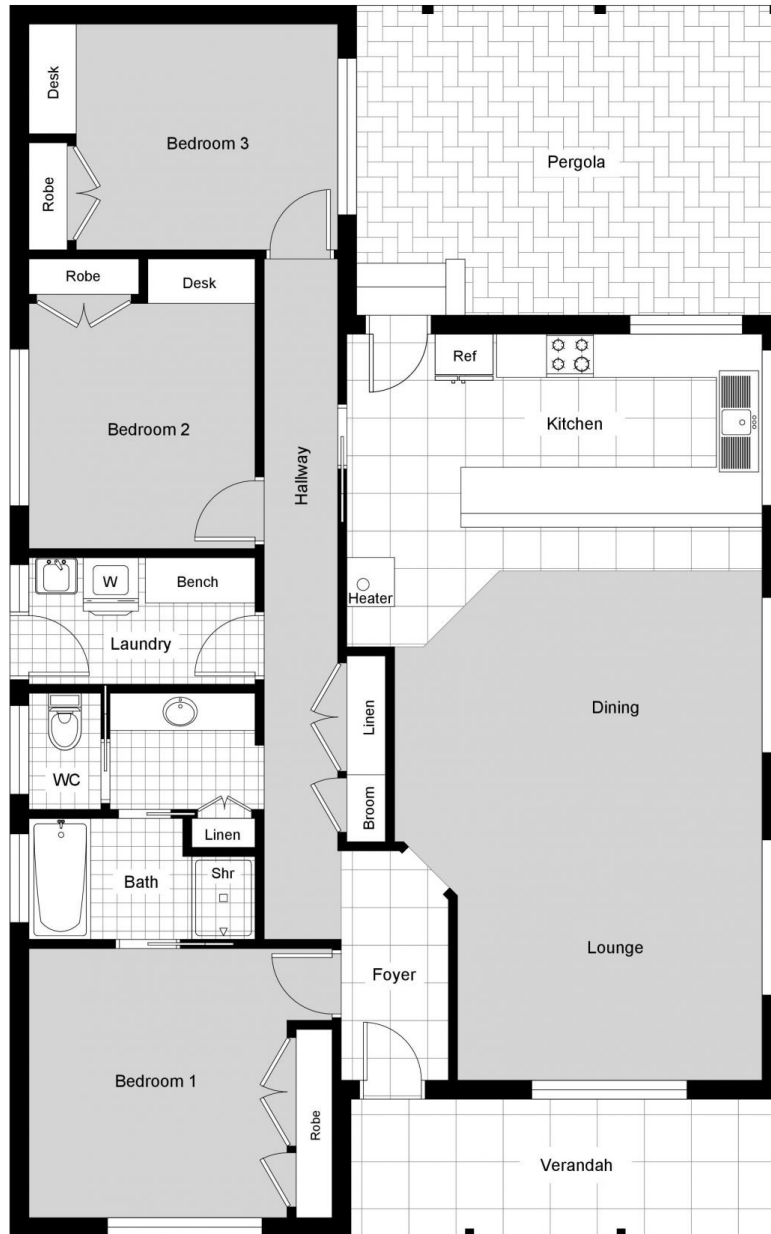 Desk
Bedroom 3
Robe
Pergola
Robe
Desk
Ref
Bedroom 2
Kitchen
Hallway
W
Bench
Heater
Laundry
Dining
Linen
WC
Broom
Linen
Bath
Shr
Lounge
Foyer
Bedroom 1
Robe
Verandah